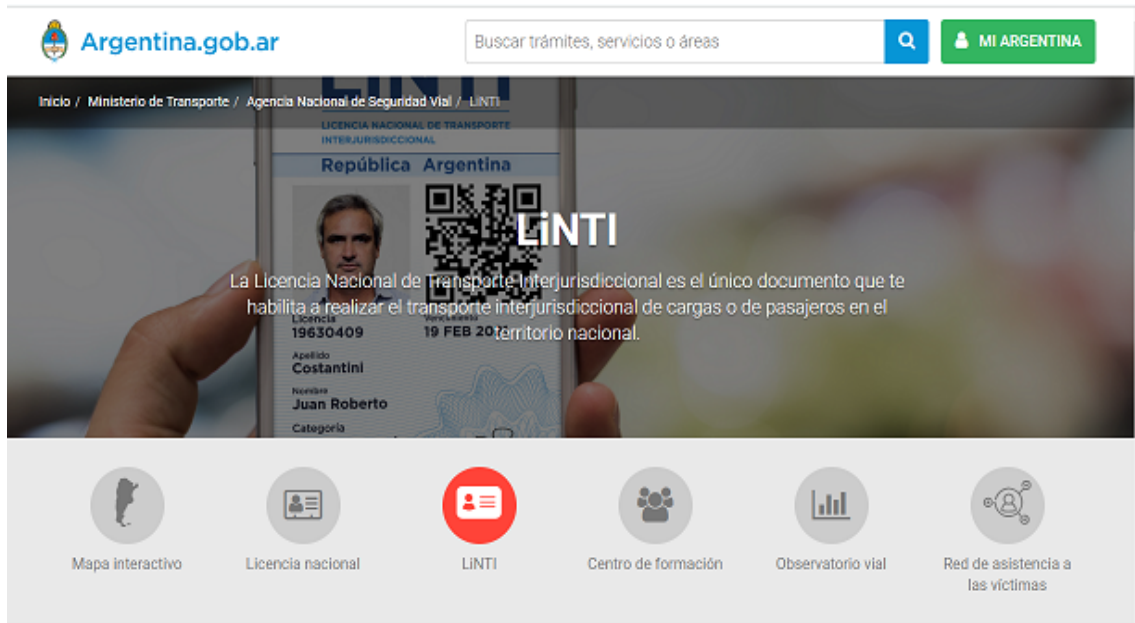 Argentina.gob.ar
Buscar trámites, servicios o áreas
MI ARGENTINA
Inicio / Ministerio de Transporte / Agencia Nacional de Seguridad Vial / LiNTI
LICENCIA NACIONAL DE TRANSPORTE
INTERJURISDICCIONAL
República Argentina
LiNTI
La Licencia Nacional de Transporte Interjurisdiccional es el único documento que te
habilita a realizar el transporte interjurisdiccional de cargas o de pasajeros en el
territorio nacional.
Licencia
19630409
19 FEB
Apellido
Costantini
Nombre
Juan Roberto
Categoría
Mapa interactivo
Licencia nacional
LiNTI
Centro de formación
Observatorio vial
Red de asistencia a
las víctimas